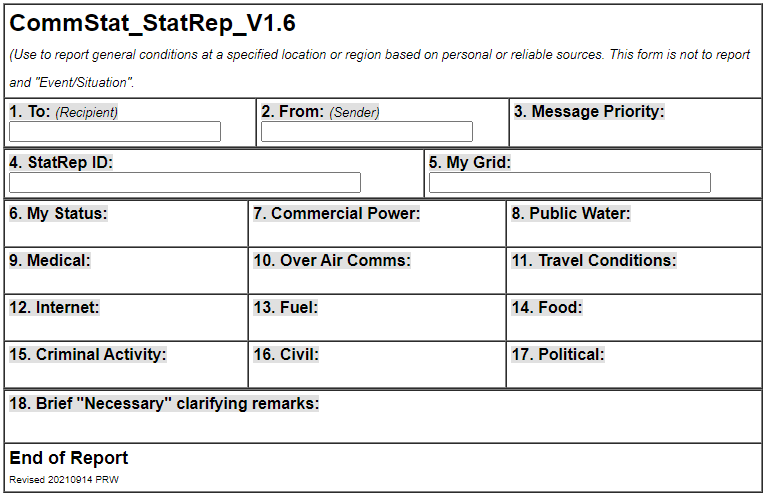 CommStat_StatRep_V1.6
(Use to report general conditions at a specified location or region based on personal or reliable sources. This form is not to report
and "Event/Situation".
1. To: (Recipient)
2. From: (Sender)
3. Message Priority:
4. StatRep ID:
5. My Grid:
6. My Status:
7. Commercial Power:
8. Public Water:
9. Medical:
10. Over Air Comms:
11. Travel Conditions:
12. Internet:
13. Fuel:
14. Food:
15. Criminal Activity:
16. Civil:
17. Political:
18. Brief "Necessary" clarifying remarks:
End of Report
Revised 20210914 PRW